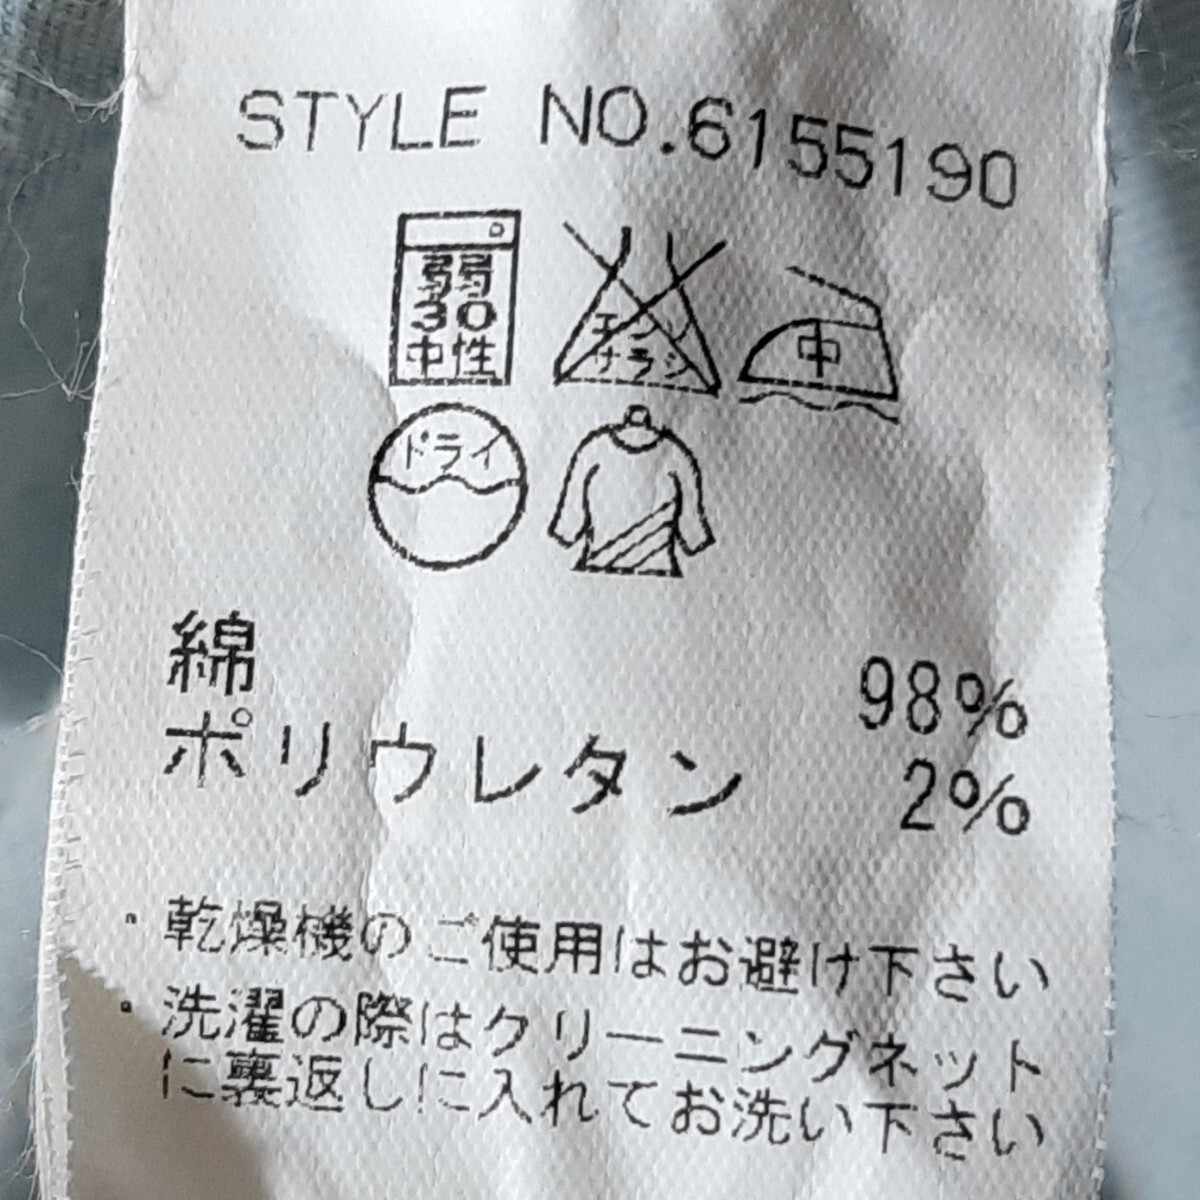 STYLE NO.6155190
弱
30
中性
エンソ
サラシ
中
ドライ
綿 98%
ポリウレタン 2%
・乾燥機のご使用はお避け下さい
・洗濯の際はクリーニングネット
に裏返しに入れてお洗い下さい